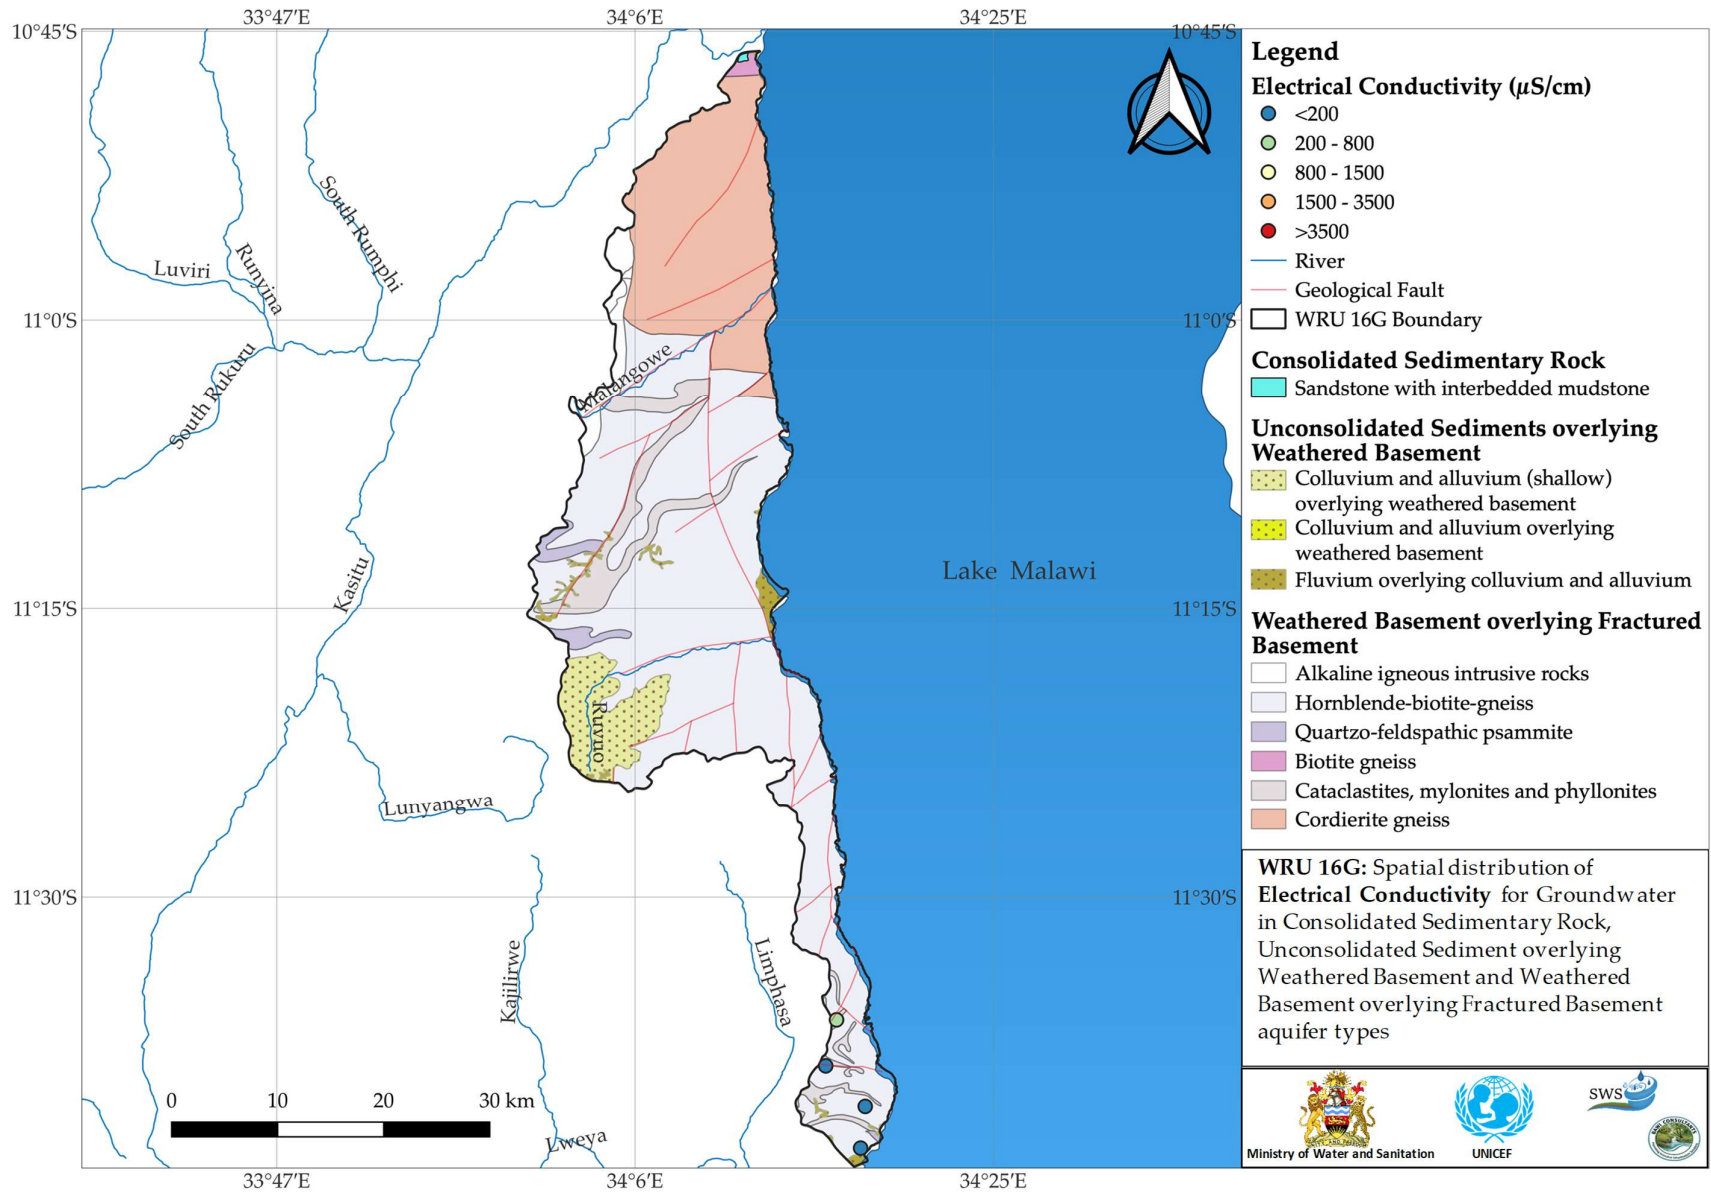 33°47′E
34°6′E
34°25′E
10°45′S
10°45′S
South Rumphi
Luviri
Runyina
11°0′S
11°0′S
South Rukuru
Malangowe
Kasitu
Lake Malawi
11°15′S
11°15′S
Ruvuo
Lunyangwa
11°30′S
11°30′S
Kajilirwe
Limphasa
0 10 20 30 km
Lweya
33°47′E
34°6′E
34°25′E
Legend
Electrical Conductivity (µS/cm)
<200
200 - 800
800 - 1500
1500 - 3500
>3500
River
Geological Fault
WRU 16G Boundary
Consolidated Sedimentary Rock
Sandstone with interbedded mudstone
Unconsolidated Sediments overlying
Weathered Basement
Colluvium and alluvium (shallow)
overlying weathered basement
Colluvium and alluvium overlying
weathered basement
Fluvium overlying colluvium and alluvium
Weathered Basement overlying Fractured
Basement
Alkaline igneous intrusive rocks
Hornblende-biotite-gneiss
Quartzo-feldspathic psammite
Biotite gneiss
Cataclastites, mylonites and phyllonites
Cordierite gneiss
WRU 16G: Spatial distribution of
Electrical Conductivity for Groundwater
in Consolidated Sedimentary Rock,
Unconsolidated Sediment overlying
Weathered Basement and Weathered
Basement overlying Fractured Basement
aquifer types
SWS
Ministry of Water and Sanitation
UNICEF